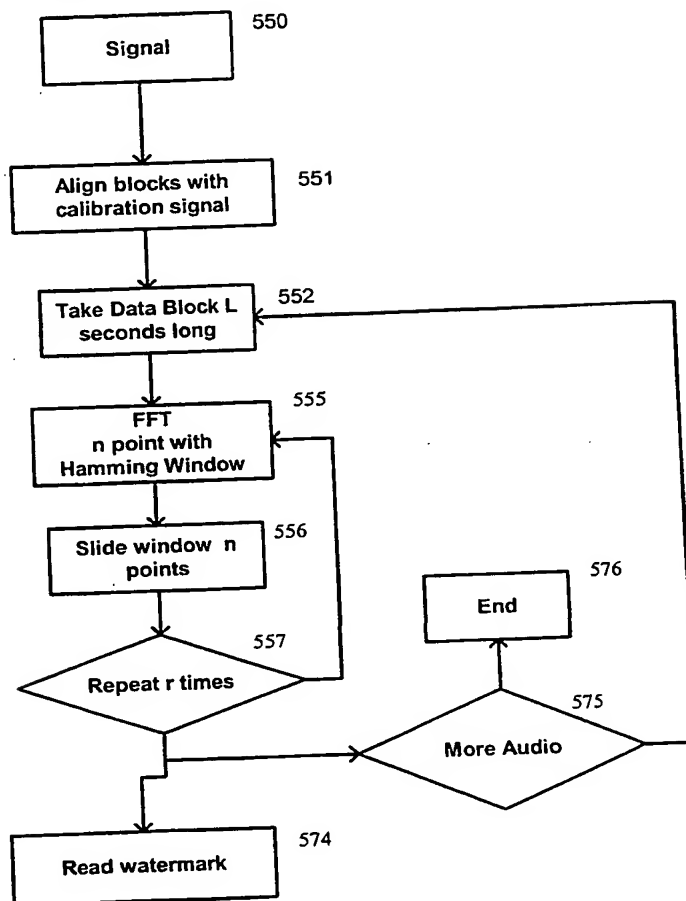 550
Signal
551
Align blocks with
calibration signal
552
Take Data Block L
seconds long
555
FFT
n point with
Hamming Window
556
Slide window n
points
576
End
557
Repeat r times
575
More Audio
574
Read watermark